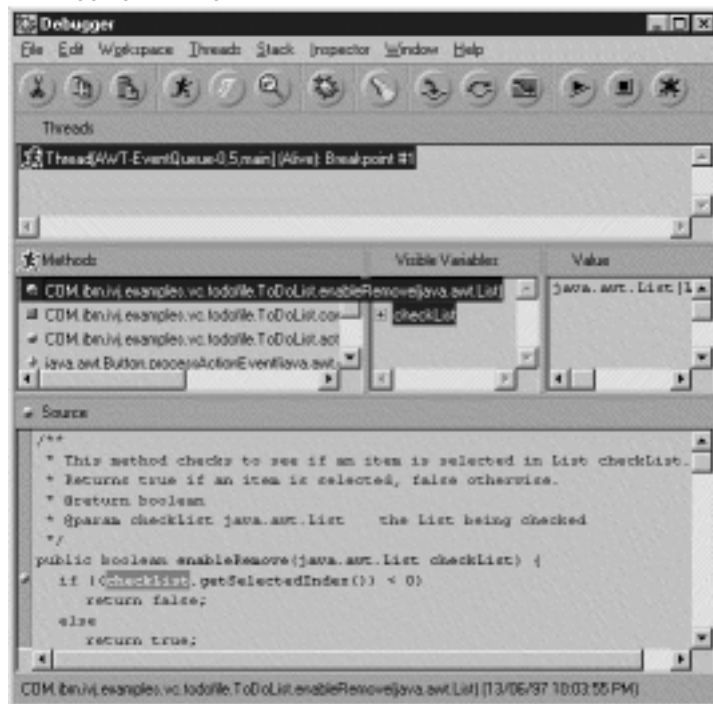 Debugger
File Edit Workspace Threads Stack Inspector Window Help
Threads
Thread[AWT-EventQueue-0,5,main] (Alive): Breakpoint #1
Methods
Visible Variables
Value
COM.ibm.ivj.examples.vc.todofile.ToDoList.enableRemove(java.awt.List)
checkList
java.awt.List[l
COM.ibm.ivj.examples.vc.todofile.ToDoList.con
COM.ibm.ivj.examples.vc.todofile.ToDoList.act
java.awt.Button.processActionEvent(java.awt.
Source
/**
* This method checks to see if an item is selected in List checkList.
* Returns true if an item is selected, false otherwise.
* @return boolean
* @param checkList java.awt.List the List being checked
*/
public boolean enableRemove(java.awt.List checkList) {
if ((checkList.getSelectedIndex()) < 0)
return false;
else
return true;
COM.ibm.ivj.examples.vc.todofile.ToDoList.enableRemove(java.awt.List) (13/06/97 10:03:55 PM)